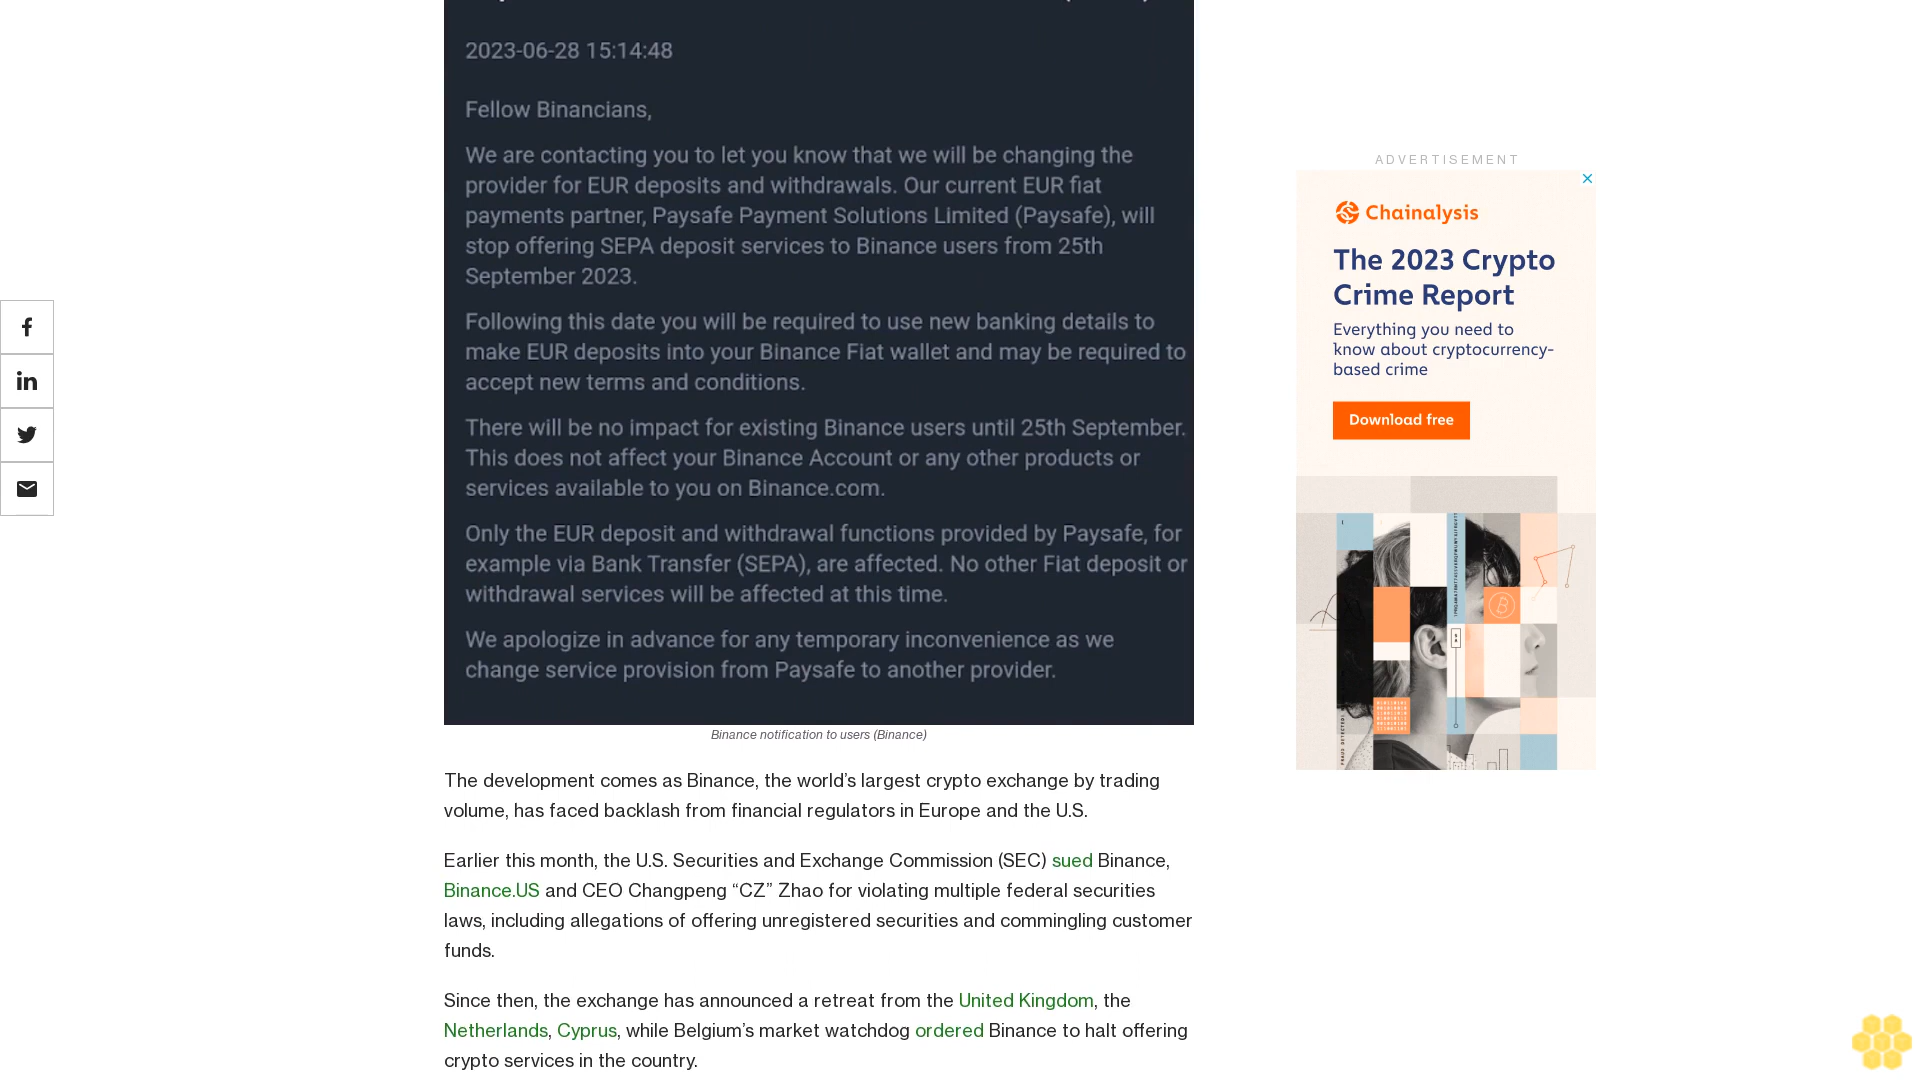 2023-06-28 15:14:48
Fellow Binancians,
We are contacting you to let you know that we will be changing the
provider for EUR deposits and withdrawals. Our current EUR fiat
payments partner, Paysafe Payment Solutions Limited (Paysafe), will
stop offering SEPA deposit services to Binance users from 25th
September 2023.
Following this date you will be required to use new banking details to
make EUR deposits into your Binance Fiat wallet and may be required to
accept new terms and conditions.
There will be no impact for existing Binance users until 25th September.
This does not affect your Binance Account or any other products or
services available to you on Binance.com.
Only the EUR deposit and withdrawal functions provided by Paysafe, for
example via Bank Transfer (SEPA), are affected. No other Fiat deposit or
withdrawal services will be affected at this time.
We apologize in advance for any temporary inconvenience as we
change service provision from Paysafe to another provider.
Binance notification to users (Binance)
The development comes as Binance, the world’s largest crypto exchange by trading
volume, has faced backlash from financial regulators in Europe and the U.S.
Earlier this month, the U.S. Securities and Exchange Commission (SEC) sued Binance,
Binance.US and CEO Changpeng “CZ” Zhao for violating multiple federal securities
laws, including allegations of offering unregistered securities and commingling customer
funds.
Since then, the exchange has announced a retreat from the United Kingdom, the
Netherlands, Cyprus, while Belgium’s market watchdog ordered Binance to halt offering
crypto services in the country.
ADVERTISEMENT
Chainalysis
The 2023 Crypto
Crime Report
Everything you need to
know about cryptocurrency-
based crime
Download free